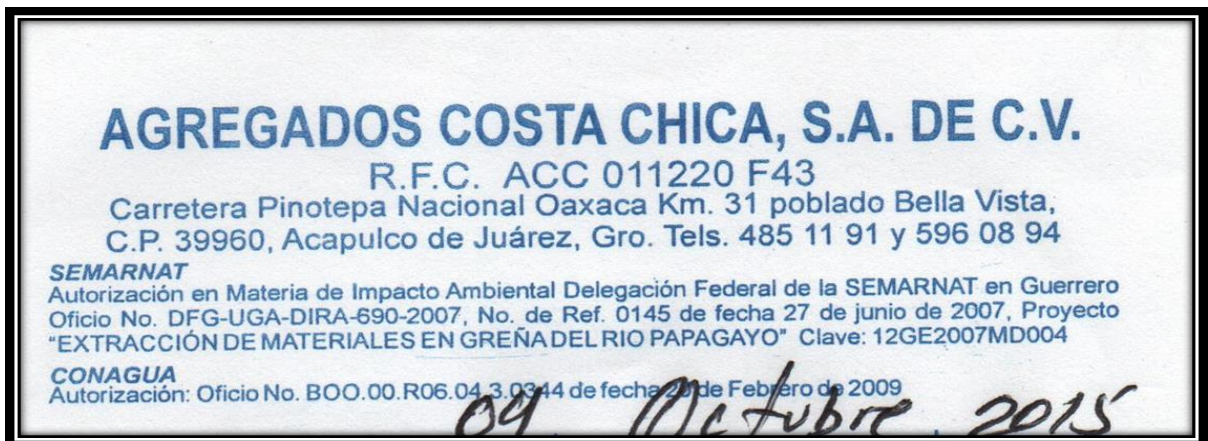 AGREGADOS COSTA CHICA, S.A. DE C.V.
R.F.C. ACC 011220 F43
Carretera Pinotepa Nacional Oaxaca Km. 31 poblado Bella Vista,
C.P. 39960, Acapulco de Juárez, Gro. Tels. 485 11 91 y 596 08 94
SEMARNAT
Autorización en Materia de Impacto Ambiental Delegación Federal de la SEMARNAT en Guerrero
Oficio No. DFG-UGA-DIRA-690-2007, No. de Ref. 0145 de fecha 27 de junio de 2007, Proyecto
"EXTRACCIÓN DE MATERIALES EN GREÑA DEL RIO PAPAGAYO" Clave: 12GE2007MD004
CONAGUA
Autorización: Oficio No. BOO.00.R06.04.3.0344 de fecha de Febrero de 2009
09 Octubre 2015